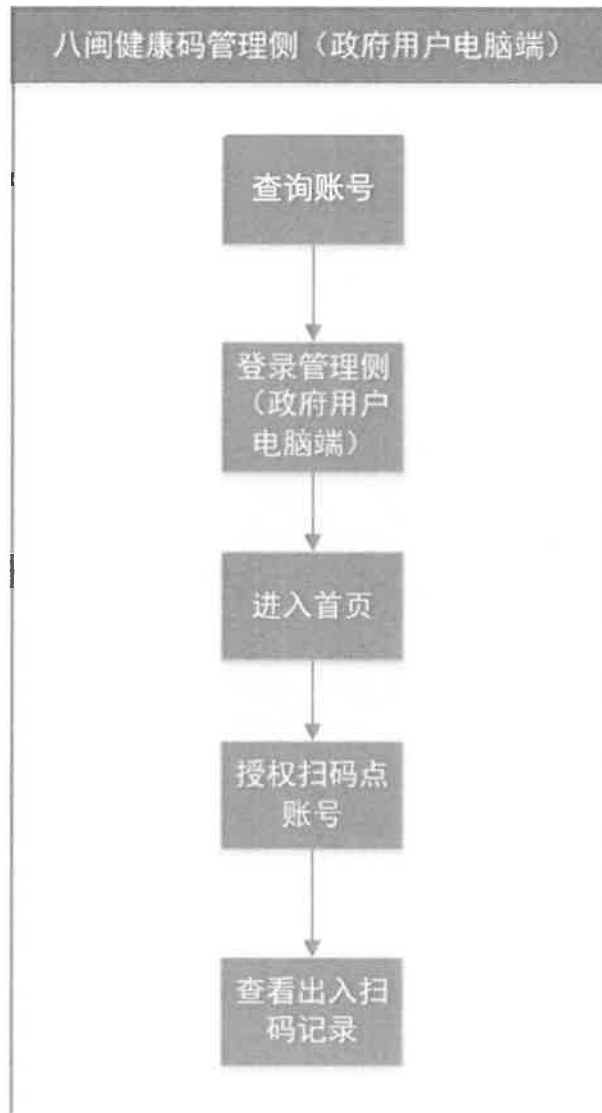 八闽健康码管理侧（政府用户电脑端）
查询账号
登录管理侧
（政府用户
电脑端）
进入首页
授权扫码点
账号
查看出入扫
码记录